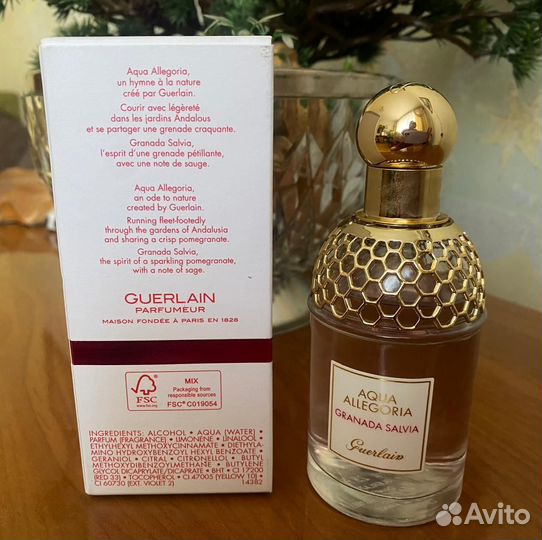 Aqua Allegoria,
un hymne à la nature
créé par Guerlain.
Courir avec légèreté
dans les jardins Andalous
et se partager une grenade craquante.
Granada Salvia,
l'esprit d'une grenade pétillante,
avec une note de sauge.
Aqua Allegoria,
an ode to nature
created by Guerlain.
Running fleet-footedly
through the gardens of Andalusia
and sharing a crisp pomegranate.
Granada Salvia,
the spirit of a sparkling pomegranate,
with a note of sage.
GUERLAIN
PARFUMEUR
MAISON FONDÉE À PARIS EN 1828
FSC
www.fsc.org
MIX
Packaging from
responsible sources
FSC® C019054
INGREDIENTS: ALCOHOL • AQUA (WATER) •
PARFUM (FRAGRANCE) • LIMONENE • LINALOOL •
ETHYLHEXYL METHOXYCINNAMATE • DIETHYLA-
MINO HYDROXYBENZOYL HEXYL BENZOATE •
GERANIOL • CITRAL • CITRONELLOL • BUTYL
METHOXYDIBENZOYLMETHANE • BUTYLENE
GLYCOL DICAPRYLATE/DICAPRATE • BHT • CI 17200
(RED 33) • TOCOPHEROL • CI 47005 (YELLOW 10) •
CI 60730 (EXT. VIOLET 2)
14382
AQUA
ALLEGORIA
GRANADA SALVIA
Guerlain
Avito